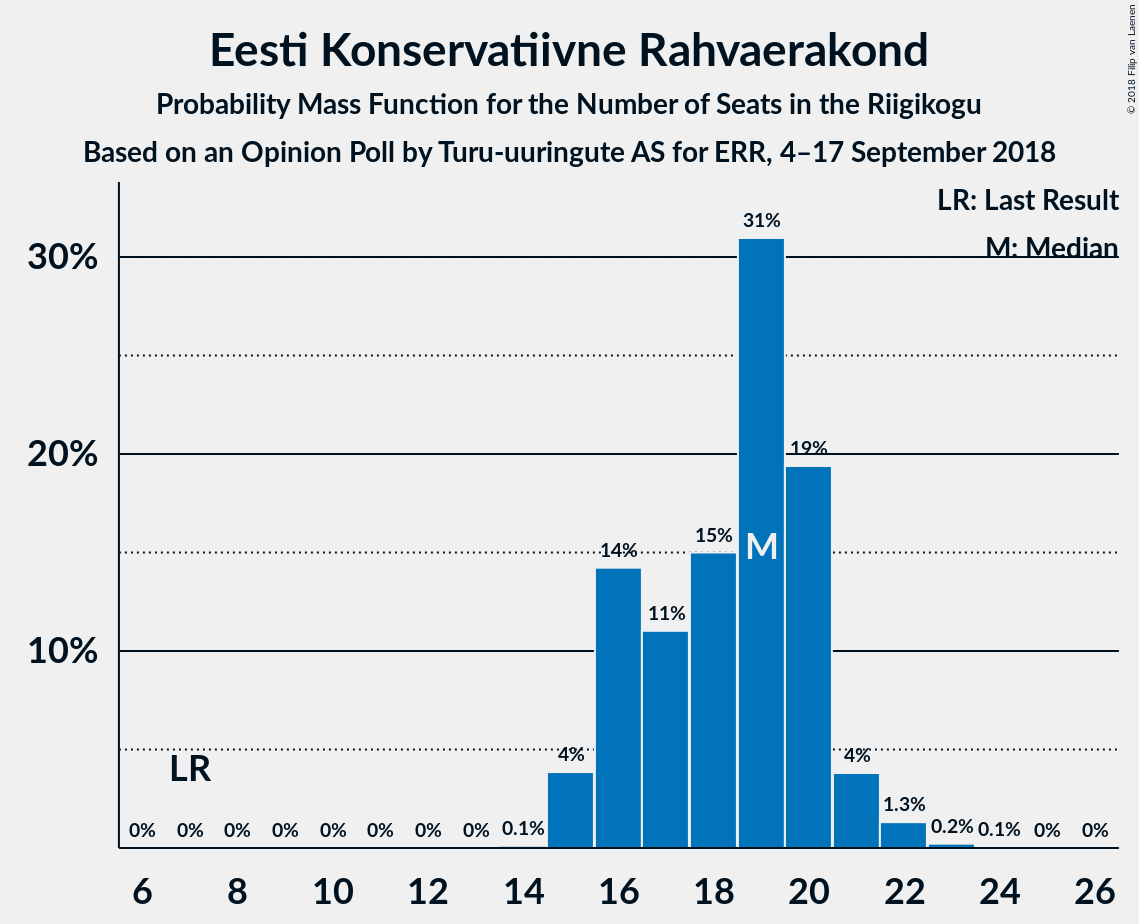 Eesti Konservatiivne Rahvaerakond
Probability Mass Function for the Number of Seats in the Riigikogu
Based on an Opinion Poll by Turu-uuringute AS for ERR, 4–17 September 2018
© 2018 Filip van Laenen
LR: Last Result
M: Median
30%
20%
10%
31%
19%
15%
14%
11%
M
4%
4%
LR
1.3%
0% 0% 0% 0% 0% 0% 0% 0% 0.1% 0.2% 0.1% 0% 0%
6 8 10 12 14 16 18 20 22 24 26